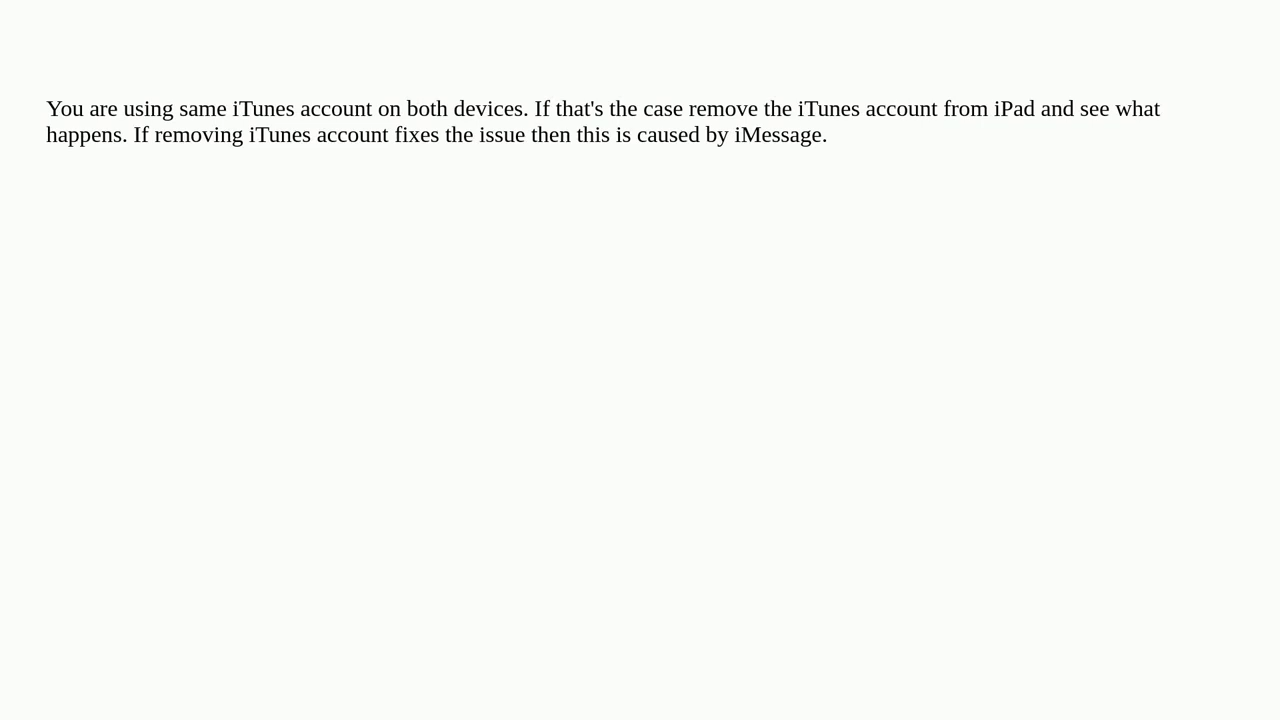 You are using same iTunes account on both devices. If that's the case remove the iTunes account from iPad and see what
happens. If removing iTunes account fixes the issue then this is caused by iMessage.